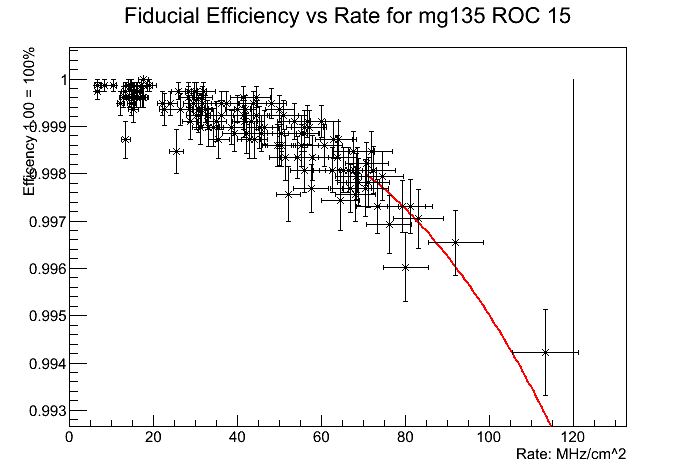 Fiducial Efficiency vs Rate for mg135 ROC 15
Efficency 1.00 = 100%
1
0.999
0.998
0.997
0.996
0.995
0.994
0.993
0 20 40 60 80 100 120
Rate: MHz/cm^2